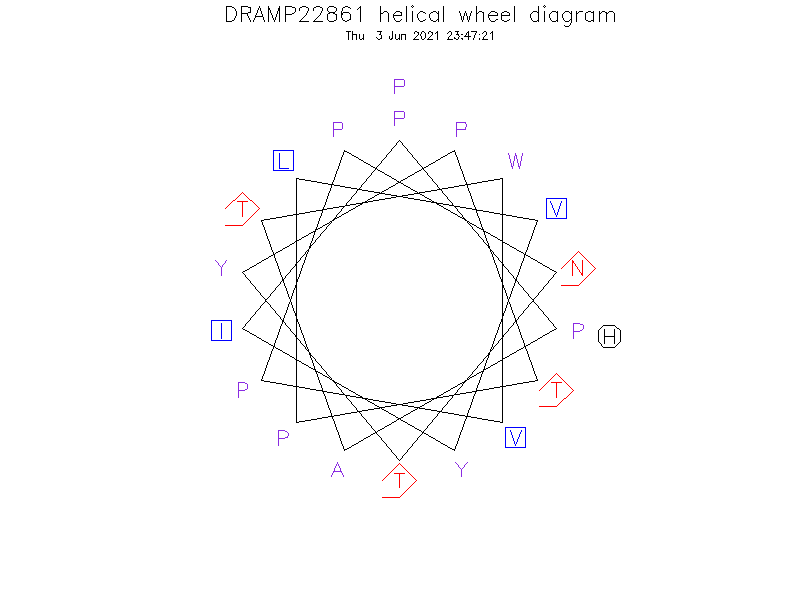 DRAMP22861 helical wheel diagram
Thu 3 Jun 2021 23:47:21
P
P
P P
L W
T V
Y N
I P H
P T
P V
A Y
T